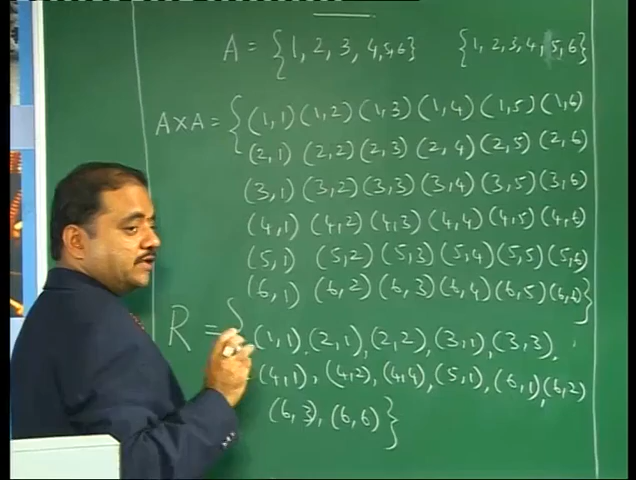 A = {1, 2, 3, 4, 5, 6} {1, 2, 3, 4, 5, 6}
A×A = {(1,1) (1,2) (1,3) (1,4) (1,5) (1,6)
(2,1) (2,2) (2,3) (2,4) (2,5) (2,6)
(3,1) (3,2) (3,3) (3,4) (3,5) (3,6)
(4,1) (4,2) (4,3) (4,4) (4,5) (4,6)
(5,1) (5,2) (5,3) (5,4) (5,5) (5,6)
(6,1) (6,2) (6,3) (6,4) (6,5) (6,6)}
R = {(1,1), (2,1), (2,2), (3,1), (3,3),
(4,1), (4,2), (4,4), (5,1), (6,1), (6,2)
(6,3), (6,6)}